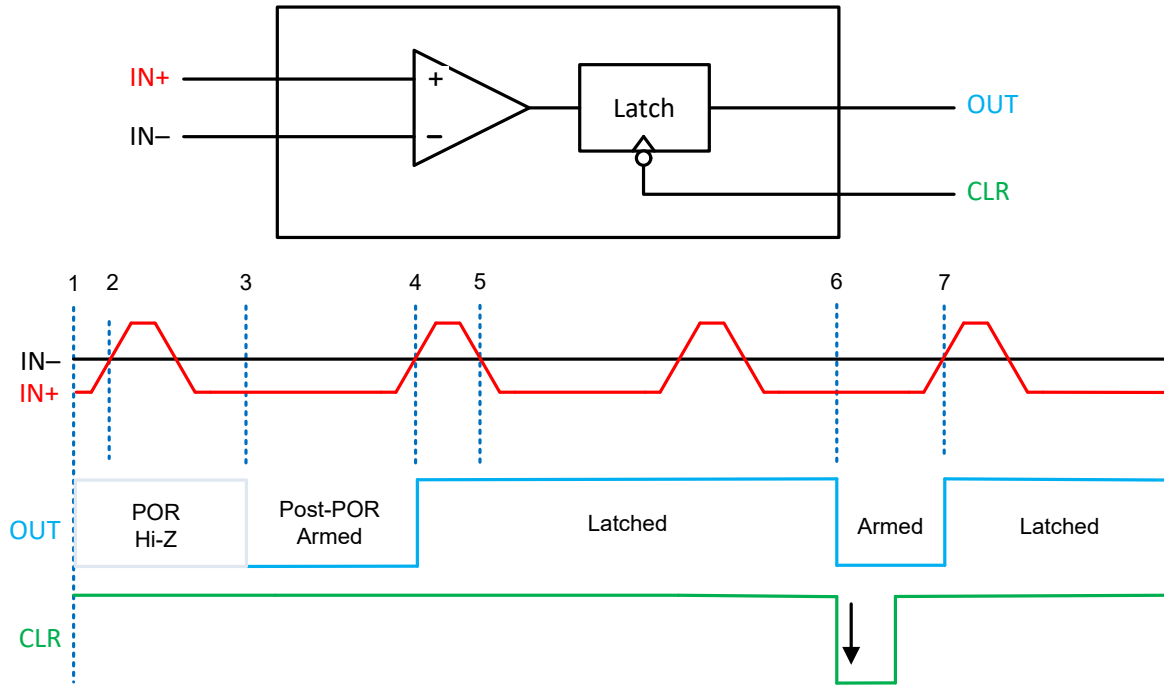 IN+
IN–
+
–
Latch
OUT
CLR
1 2 3 4 5 6 7
IN–
IN+
OUT
POR
Hi-Z
Post-POR
Armed
Latched
Armed
Latched
CLR